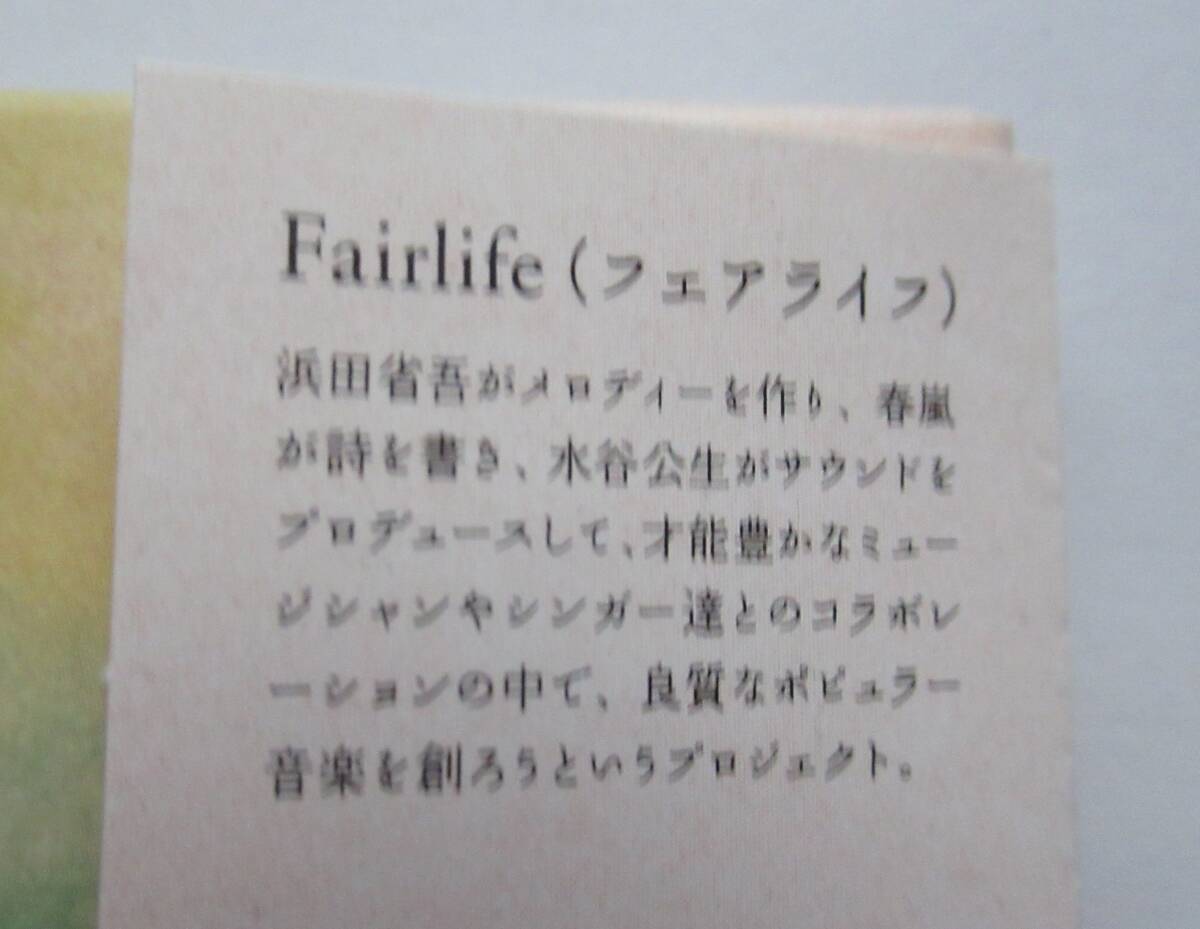 Fairlife（フェアライフ）
浜田省吾がメロディーを作り、春嵐
が詩を書き、水谷公生がサウンドを
プロデュースして、才能豊かなミュー
ジシャンやシンガー達とのコラボレ
ーションの中で、良質なポピュラー
音楽を創ろうというプロジェクト。